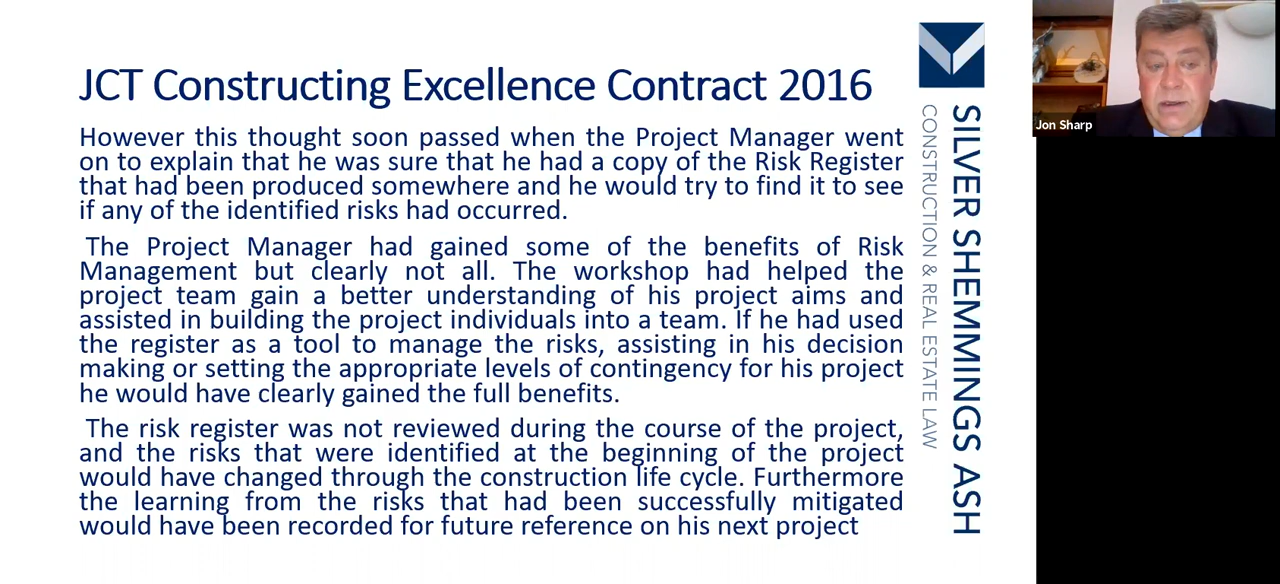 JCT Constructing Excellence Contract 2016
However this thought soon passed when the Project Manager went
on to explain that he was sure that he had a copy of the Risk Register
that had been produced somewhere and he would try to find it to see
if any of the identified risks had occurred.
The Project Manager had gained some of the benefits of Risk
Management but clearly not all. The workshop had helped the
project team gain a better understanding of his project aims and
assisted in building the project individuals into a team. If he had used
the register as a tool to manage the risks, assisting in his decision
making or setting the appropriate levels of contingency for his project
he would have clearly gained the full benefits.
The risk register was not reviewed during the course of the project,
and the risks that were identified at the beginning of the project
would have changed through the construction life cycle. Furthermore
the learning from the risks that had been successfully mitigated
would have been recorded for future reference on his next project
SILVER SHEMMINGS ASH
CONSTRUCTION & REAL ESTATE LAW
Jon Sharp